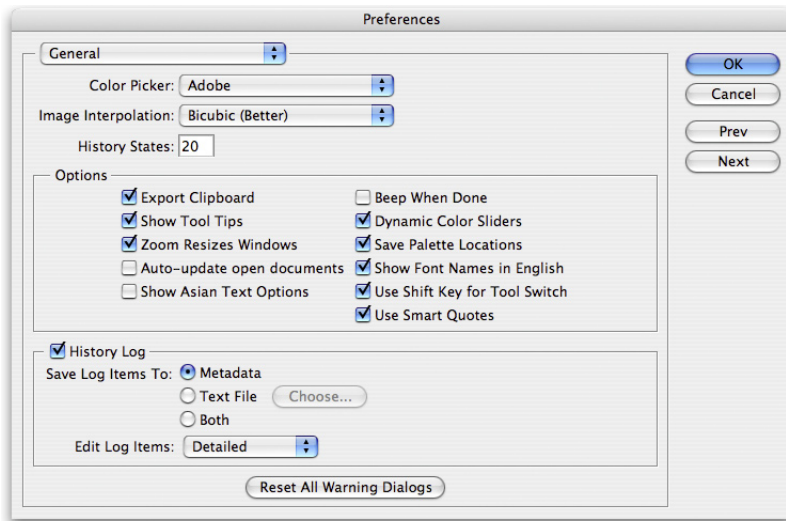 Preferences
General
OK
Cancel
Prev
Next
Color Picker: Adobe
Image Interpolation: Bicubic (Better)
History States: 20
Options
Export Clipboard
Show Tool Tips
Zoom Resizes Windows
Auto-update open documents
Show Asian Text Options
Beep When Done
Dynamic Color Sliders
Save Palette Locations
Show Font Names in English
Use Shift Key for Tool Switch
Use Smart Quotes
History Log
Save Log Items To: Metadata
Text File Choose...
Both
Edit Log Items: Detailed
Reset All Warning Dialogs